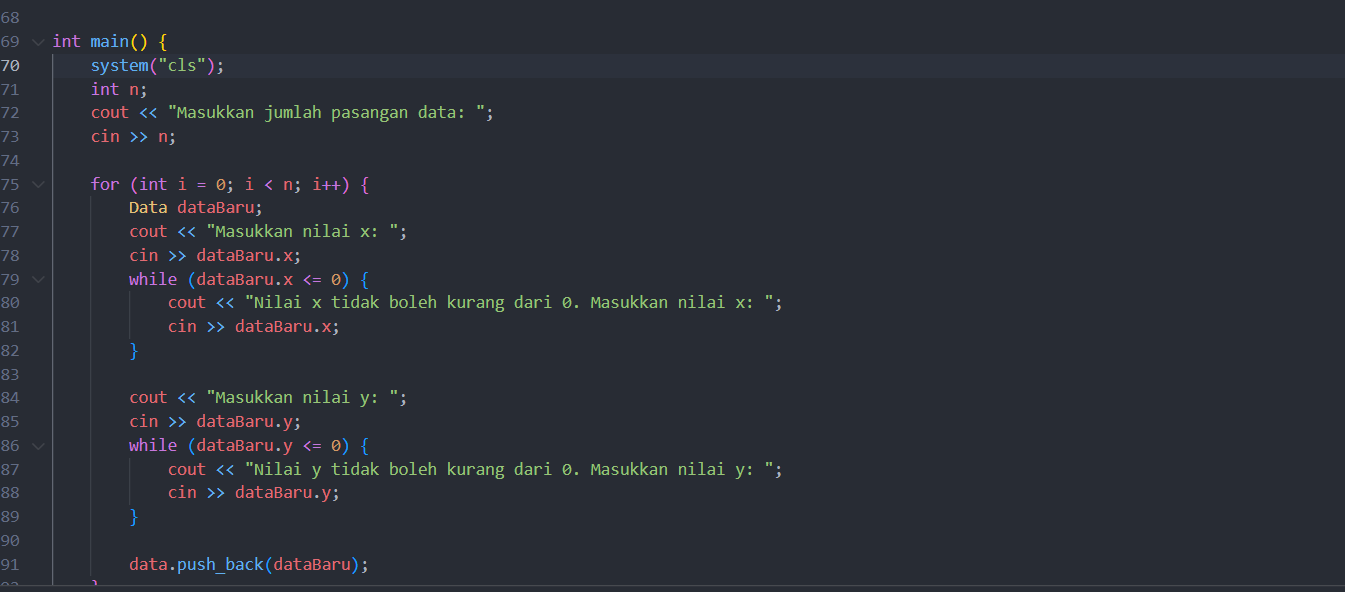 68
69 int main() {
70 system("cls");
71 int n;
72 cout << "Masukkan jumlah pasangan data: ";
73 cin >> n;
74
75 for (int i = 0; i < n; i++) {
76 Data dataBaru;
77 cout << "Masukkan nilai x: ";
78 cin >> dataBaru.x;
79 while (dataBaru.x <= 0) {
80 cout << "Nilai x tidak boleh kurang dari 0. Masukkan nilai x: ";
81 cin >> dataBaru.x;
82 }
83
84 cout << "Masukkan nilai y: ";
85 cin >> dataBaru.y;
86 while (dataBaru.y <= 0) {
87 cout << "Nilai y tidak boleh kurang dari 0. Masukkan nilai y: ";
88 cin >> dataBaru.y;
89 }
90
91 data.push_back(dataBaru);